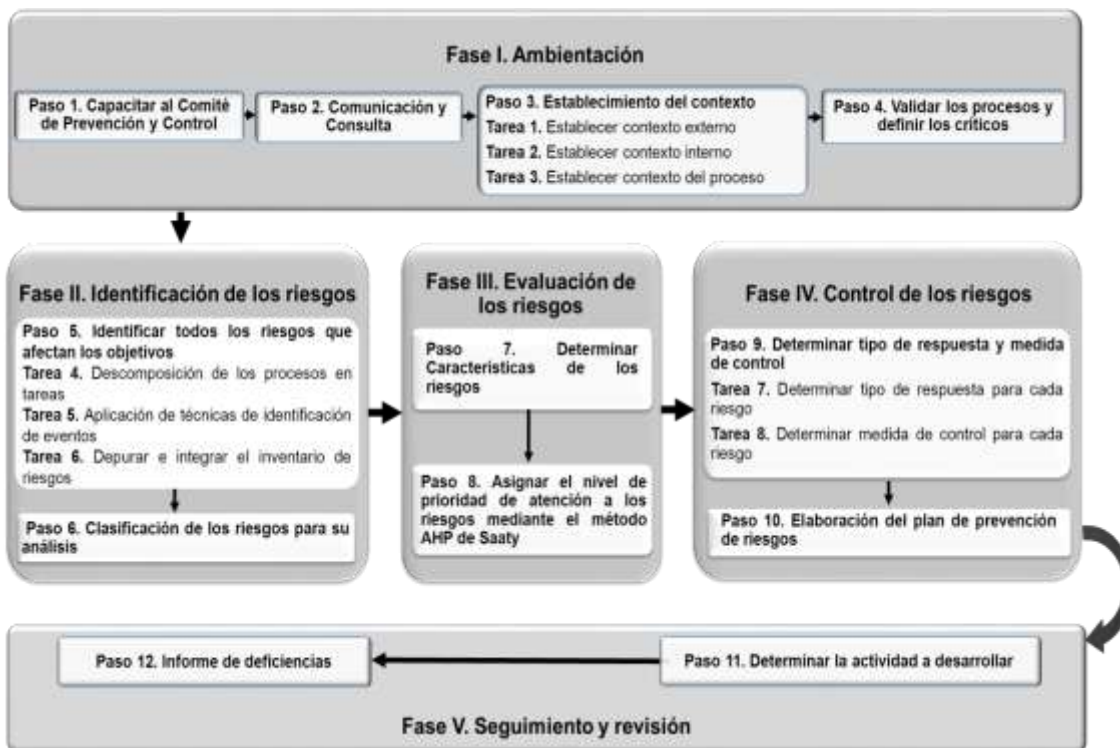 Fase I. Ambientación
Paso 1. Capacitar al Comité
de Prevención y Control
Paso 2. Comunicación y
Consulta
Paso 3. Establecimiento del contexto
Tarea 1. Establecer contexto externo
Tarea 2. Establecer contexto interno
Tarea 3. Establecer contexto del proceso
Paso 4. Validar los procesos y
definir los críticos
Fase II. Identificación de los riesgos
Paso 5. Identificar todos los riesgos que
afectan los objetivos
Tarea 4. Descomposición de los procesos en
tareas
Tarea 5. Aplicación de técnicas de identificación
de eventos
Tarea 6. Depurar e integrar el inventario de
riesgos
Paso 6. Clasificación de los riesgos para su
análisis
Fase III. Evaluación de
los riesgos
Paso 7. Determinar
Características de los
riesgos
Paso 8. Asignar el nivel de
prioridad de atención a los
riesgos mediante el método
AHP de Saaty
Fase IV. Control de los riesgos
Paso 9. Determinar tipo de respuesta y medida
de control
Tarea 7. Determinar tipo de respuesta para cada
riesgo
Tarea 8. Determinar medida de control para cada
riesgo
Paso 10. Elaboración del plan de prevención
de riesgos
Paso 12. Informe de deficiencias
Paso 11. Determinar la actividad a desarrollar
Fase V. Seguimiento y revisión